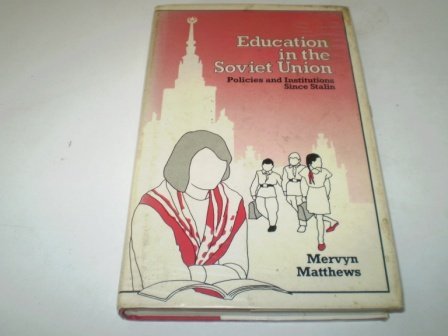 Education
in the
Soviet Union
Policies and Institutions
Since Stalin
Mervyn
Matthews